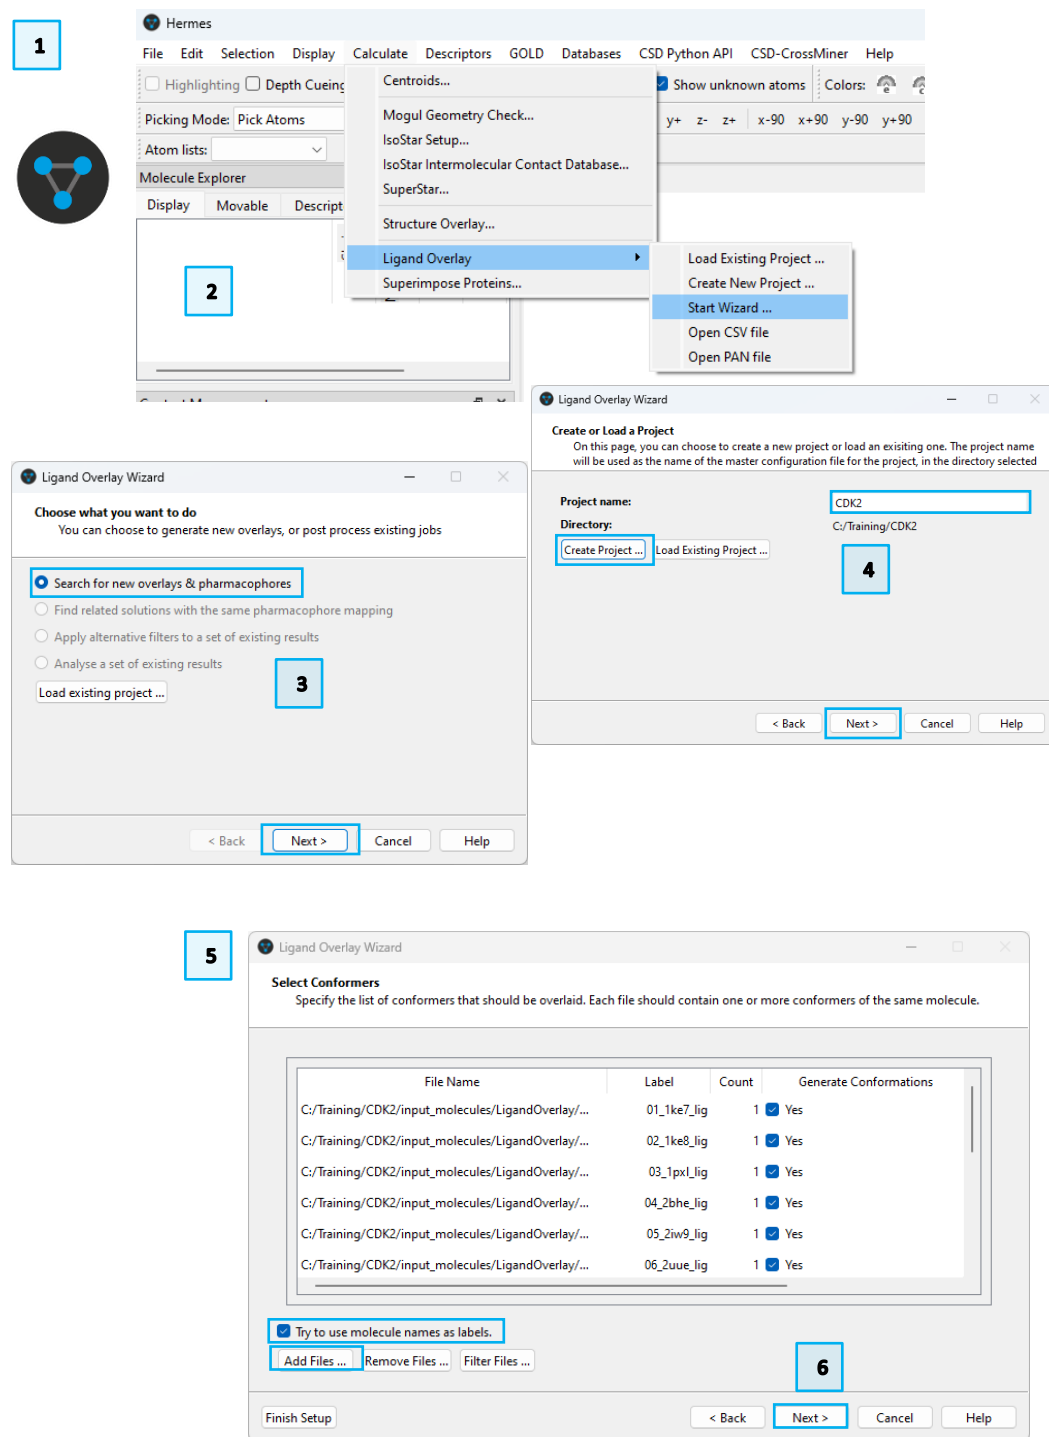 1
Hermes
File Edit Selection Display Calculate Descriptors GOLD Databases CSD Python API CSD-CrossMiner Help
Highlighting Depth Cueing Show unknown atoms Colors:
Picking Mode: Pick Atoms y+ z- z+ x-90 x+90 y-90 y+90
Atom lists:
Molecule Explorer
Display Movable Descript
Centroids...
Mogul Geometry Check...
IsoStar Setup...
IsoStar Intermolecular Contact Database...
SuperStar...
Structure Overlay...
Ligand Overlay
Superimpose Proteins...
2
Load Existing Project ...
Create New Project ...
Start Wizard ...
Open CSV file
Open PAN file
Ligand Overlay Wizard
Choose what you want to do
You can choose to generate new overlays, or post process existing jobs
Search for new overlays & pharmacophores
Find related solutions with the same pharmacophore mapping
Apply alternative filters to a set of existing results
Analyse a set of existing results
Load existing project ...
3
< Back Next > Cancel Help
Ligand Overlay Wizard
Create or Load a Project
On this page, you can choose to create a new project or load an exisiting one. The project name
will be used as the name of the master configuration file for the project, in the directory selected
Project name: CDK2
Directory: C:/Training/CDK2
Create Project ... Load Existing Project ...
4
< Back Next > Cancel Help
5
Ligand Overlay Wizard
Select Conformers
Specify the list of conformers that should be overlaid. Each file should contain one or more conformers of the same molecule.
File Name Label Count Generate Conformations
C:/Training/CDK2/input_molecules/LigandOverlay/... 01_1ke7_lig 1 Yes
C:/Training/CDK2/input_molecules/LigandOverlay/... 02_1ke8_lig 1 Yes
C:/Training/CDK2/input_molecules/LigandOverlay/... 03_1pxl_lig 1 Yes
C:/Training/CDK2/input_molecules/LigandOverlay/... 04_2bhe_lig 1 Yes
C:/Training/CDK2/input_molecules/LigandOverlay/... 05_2iw9_lig 1 Yes
C:/Training/CDK2/input_molecules/LigandOverlay/... 06_2uue_lig 1 Yes
Try to use molecule names as labels.
Add Files ... Remove Files ... Filter Files ...
6
Finish Setup < Back Next > Cancel Help